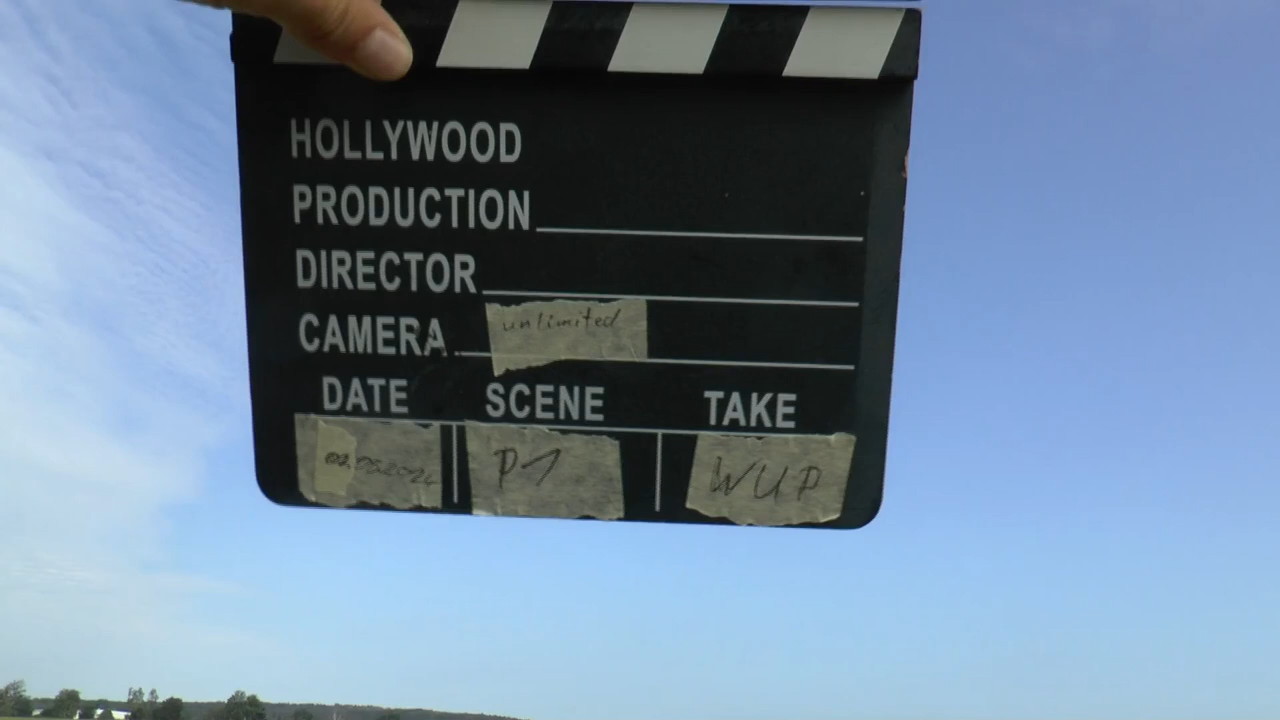 HOLLYWOOD
PRODUCTION
DIRECTOR
CAMERA unlimited
DATE SCENE TAKE
P1 WUP